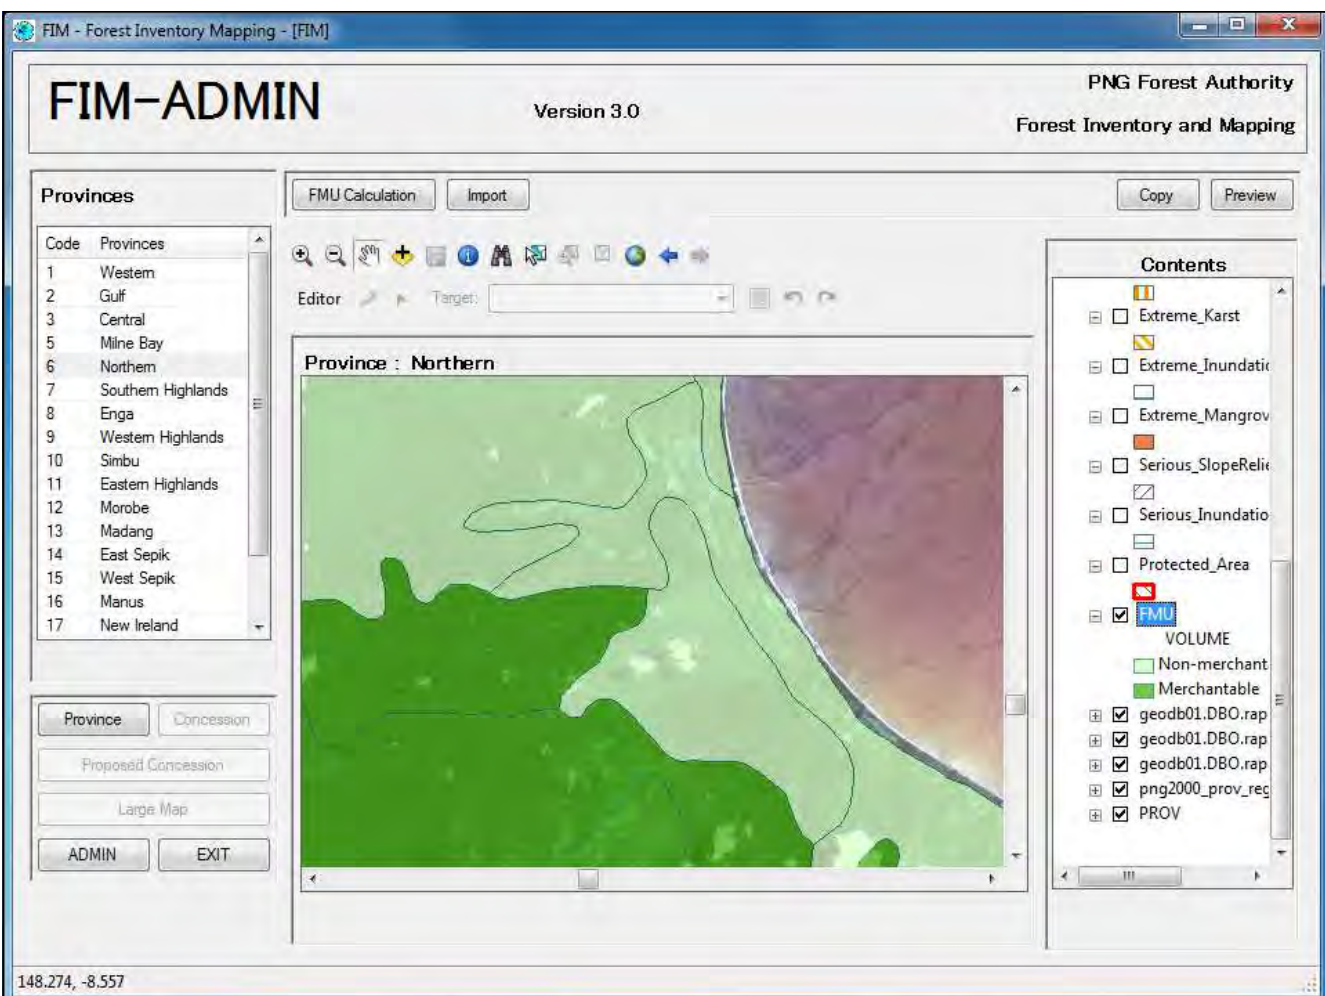 FIM - Forest Inventory Mapping - [FIM]
FIM-ADMIN
Version 3.0
PNG Forest Authority
Forest Inventory and Mapping
Provinces
Code Provinces
1 Western
2 Gulf
3 Central
5 Milne Bay
6 Northern
7 Southern Highlands
8 Enga
9 Western Highlands
10 Simbu
11 Eastern Highlands
12 Morobe
13 Madang
14 East Sepik
15 West Sepik
16 Manus
17 New Ireland
Province Concession
Proposed Concession
Large Map
ADMIN EXIT
FMU Calculation Import
Copy Preview
Editor Target:
Province : Northern
Contents
Extreme_Karst
Extreme_Inundatic
Extreme_Mangrov
Serious_SlopeRelie
Serious_Inundatio
Protected_Area
FMU
VOLUME
Non-merchant
Merchantable
geodb01.DBO.rap
geodb01.DBO.rap
geodb01.DBO.rap
png2000_prov_reg
PROV
148.274, -8.557